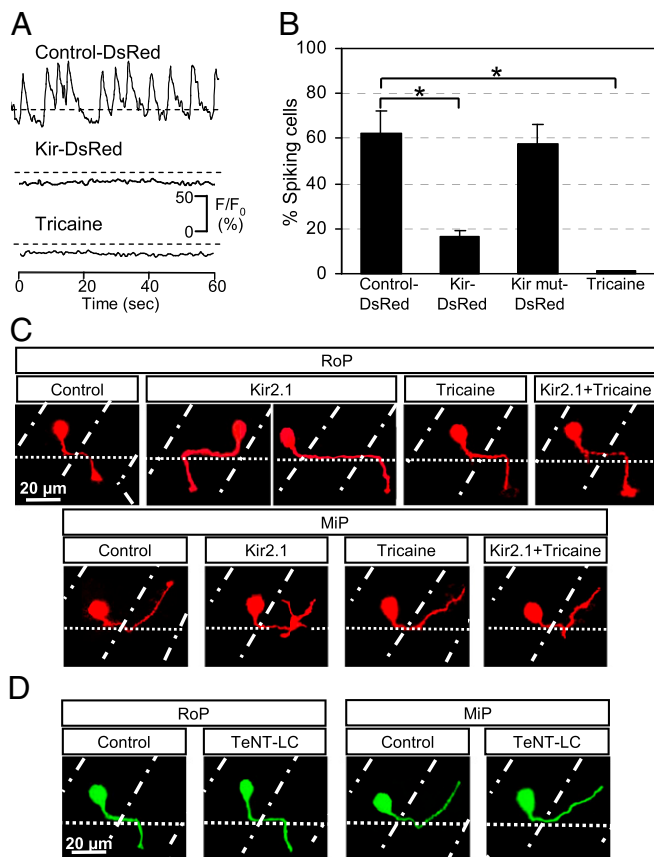 A
Control-DsRed
Kir-DsRed
50
F/F0
0
(%)
Tricaine
0 20 40 60
Time (sec)
B
% Spiking cells
100
80
60
40
20
0
*
*
Control-DsRed
Kir-DsRed
Kir mut-DsRed
Tricaine
C
RoP
Control Kir2.1 Tricaine Kir2.1+Tricaine
20 µm
MiP
Control Kir2.1 Tricaine Kir2.1+Tricaine
D
RoP MiP
Control TeNT-LC Control TeNT-LC
20 µm